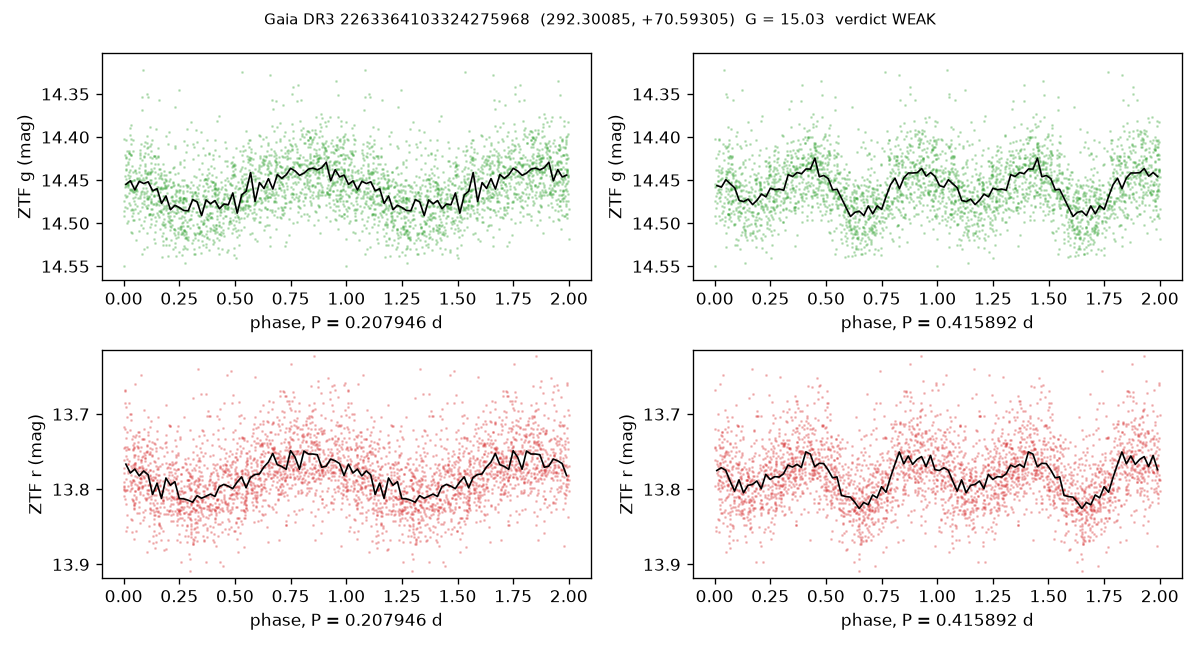 Gaia DR3 2263364103324275968 (292.30085, +70.59305) G = 15.03 verdict WEAK
ZTF g (mag)
14.35
14.40
14.45
14.50
14.55
0.00 0.25 0.50 0.75 1.00 1.25 1.50 1.75 2.00
phase, P = 0.207946 d
ZTF g (mag)
14.35
14.40
14.45
14.50
14.55
0.00 0.25 0.50 0.75 1.00 1.25 1.50 1.75 2.00
phase, P = 0.415892 d
ZTF r (mag)
13.7
13.8
13.9
0.00 0.25 0.50 0.75 1.00 1.25 1.50 1.75 2.00
phase, P = 0.207946 d
ZTF r (mag)
13.7
13.8
13.9
0.00 0.25 0.50 0.75 1.00 1.25 1.50 1.75 2.00
phase, P = 0.415892 d